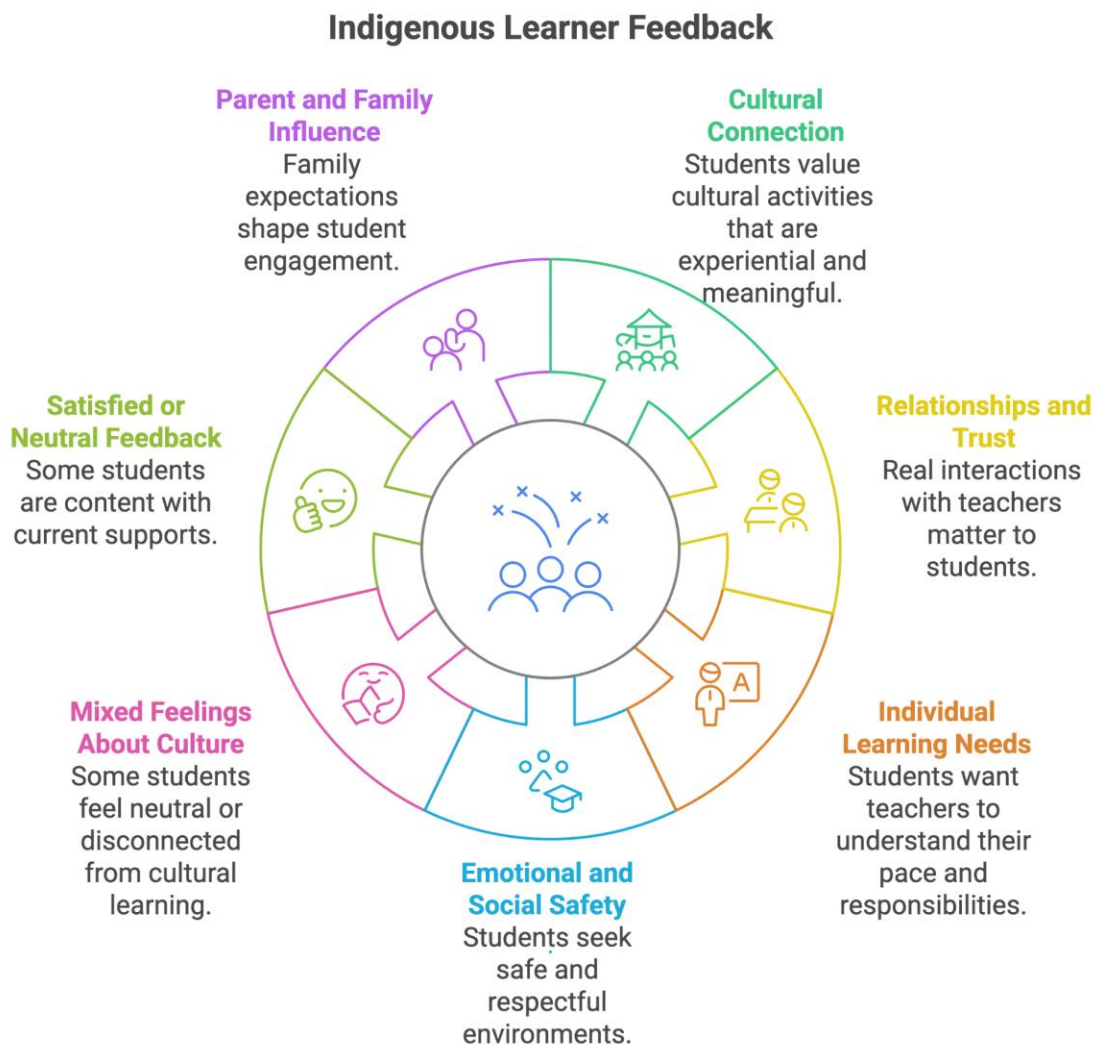 Indigenous Learner Feedback
Parent and Family
Influence
Family
expectations
shape student
engagement.
Cultural
Connection
Students value
cultural activities
that are
experiential and
meaningful.
Satisfied or
Neutral Feedback
Some students
are content with
current supports.
Relationships and
Trust
Real interactions
with teachers
matter to
students.
Mixed Feelings
About Culture
Some students
feel neutral or
disconnected
from cultural
learning.
A
Individual
Learning Needs
Students want
teachers to
understand their
pace and
responsibilities.
Emotional and
Social Safety
Students seek
safe and
respectful
environments.